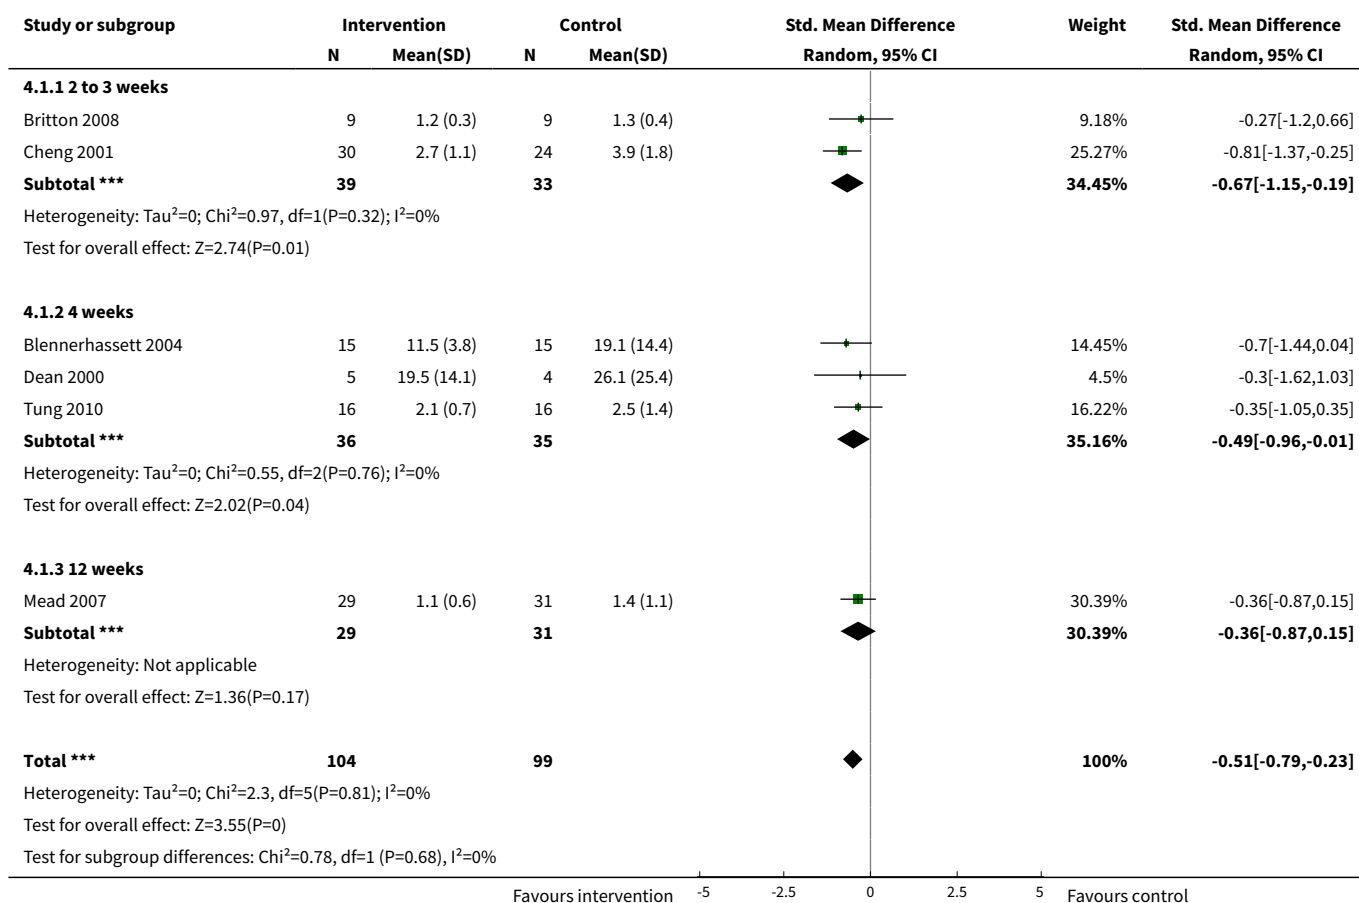 Study or subgroup Intervention Control Std. Mean Difference Weight Std. Mean Difference
N Mean(SD) N Mean(SD) Random, 95% CI Random, 95% CI
4.1.1 2 to 3 weeks
Britton 2008 9 1.2 (0.3) 9 1.3 (0.4) 9.18% -0.27[-1.2,0.66]
Cheng 2001 30 2.7 (1.1) 24 3.9 (1.8) 25.27% -0.81[-1.37,-0.25]
Subtotal *** 39 33 34.45% -0.67[-1.15,-0.19]
Heterogeneity: Tau²=0; Chi²=0.97, df=1(P=0.32); I²=0%
Test for overall effect: Z=2.74(P=0.01)
4.1.2 4 weeks
Blennerhassett 2004 15 11.5 (3.8) 15 19.1 (14.4) 14.45% -0.7[-1.44,0.04]
Dean 2000 5 19.5 (14.1) 4 26.1 (25.4) 4.5% -0.3[-1.62,1.03]
Tung 2010 16 2.1 (0.7) 16 2.5 (1.4) 16.22% -0.35[-1.05,0.35]
Subtotal *** 36 35 35.16% -0.49[-0.96,-0.01]
Heterogeneity: Tau²=0; Chi²=0.55, df=2(P=0.76); I²=0%
Test for overall effect: Z=2.02(P=0.04)
4.1.3 12 weeks
Mead 2007 29 1.1 (0.6) 31 1.4 (1.1) 30.39% -0.36[-0.87,0.15]
Subtotal *** 29 31 30.39% -0.36[-0.87,0.15]
Heterogeneity: Not applicable
Test for overall effect: Z=1.36(P=0.17)
Total *** 104 99 100% -0.51[-0.79,-0.23]
Heterogeneity: Tau²=0; Chi²=2.3, df=5(P=0.81); I²=0%
Test for overall effect: Z=3.55(P=0)
Test for subgroup differences: Chi²=0.78, df=1 (P=0.68), I²=0%
Favours intervention -5 -2.5 0 2.5 5 Favours control